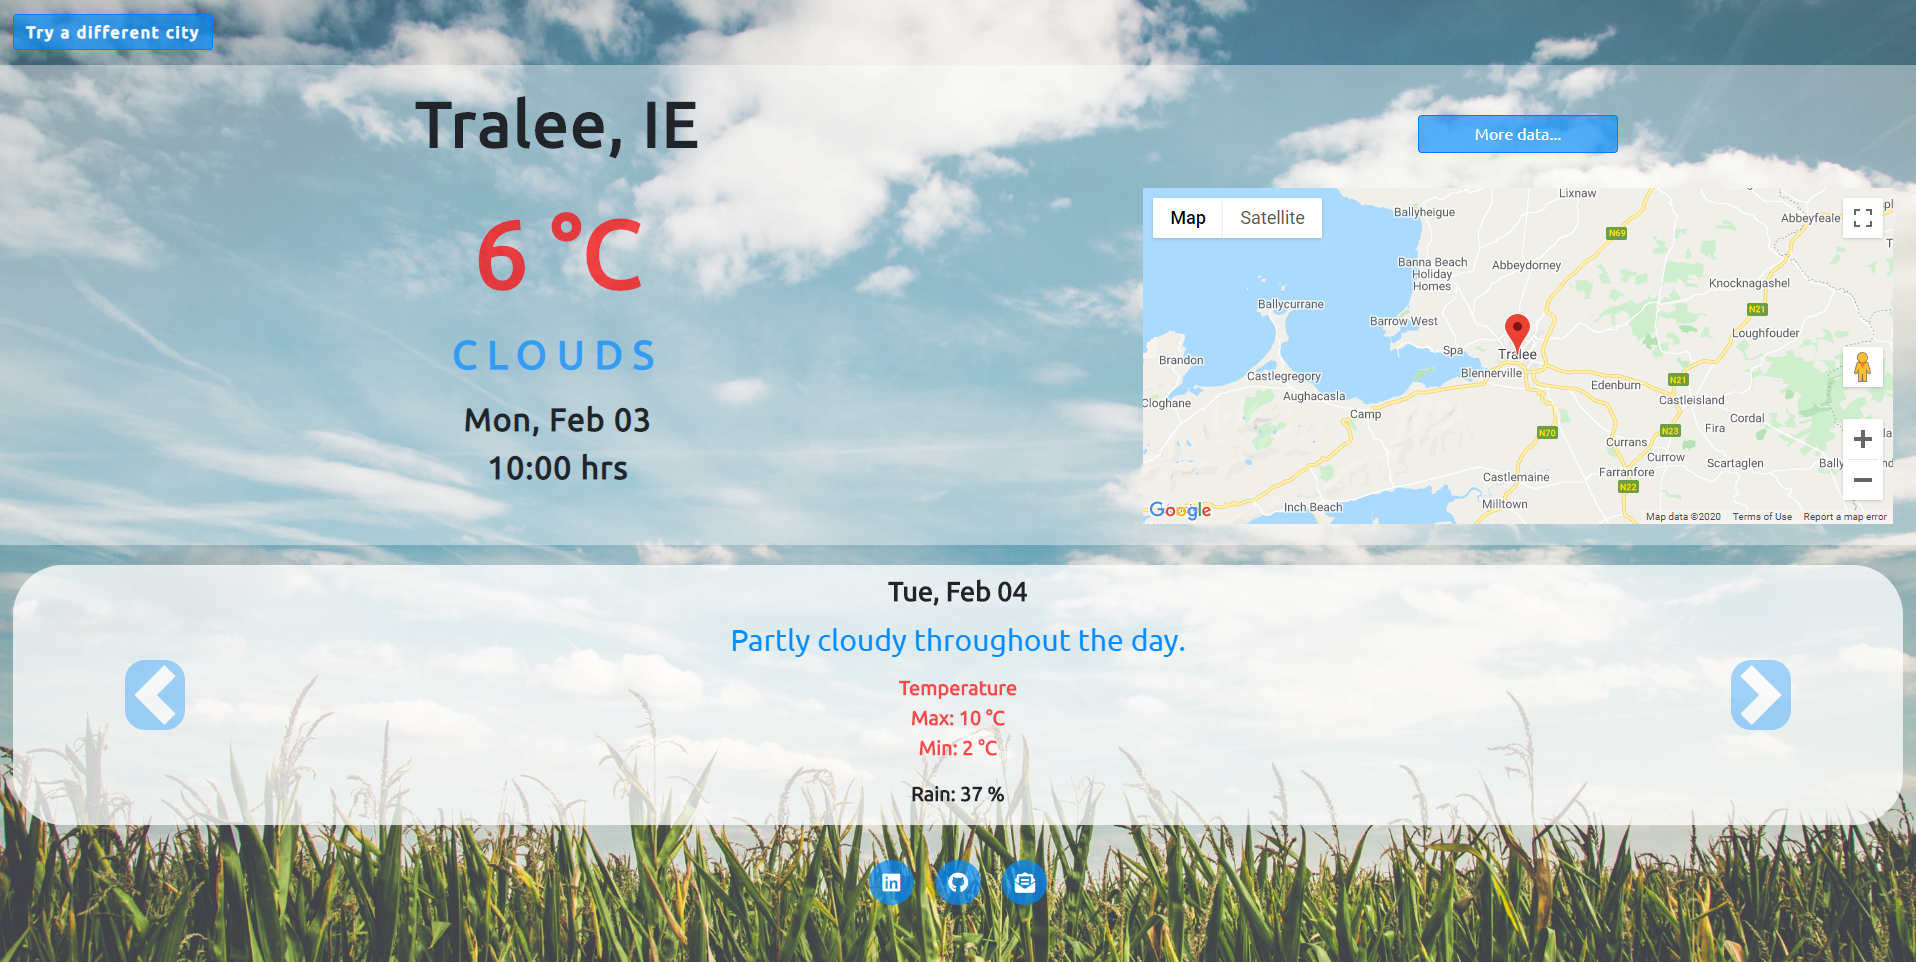 Try a different city
Tralee, IE
6 °C
CLOUDS
Mon, Feb 03
10:00 hrs
More data...
Map
Satellite
Lixnaw
Ballyheigue
Abbeyfeale
N69
Banna Beach
Holiday
Homes
Abbeydorney
Knocknagashel
Ballycurrane
N21
Barrow West
Loughfouder
Spa
Tralee
Brandon
Blennerville
Castlegregory
N21
Edenburn
Aughacasla
Castleisland
Cloghane
Camp
Cordal
Fira
N70
N23
Currans
Currow
Scartaglen
Farranfore
Castlemaine
N22
Milltown
Inch Beach
Google
Map data ©2020
Terms of Use
Report a map error
Tue, Feb 04
Partly cloudy throughout the day.
Temperature
Max: 10 °C
Min: 2 °C
Rain: 37 %
in